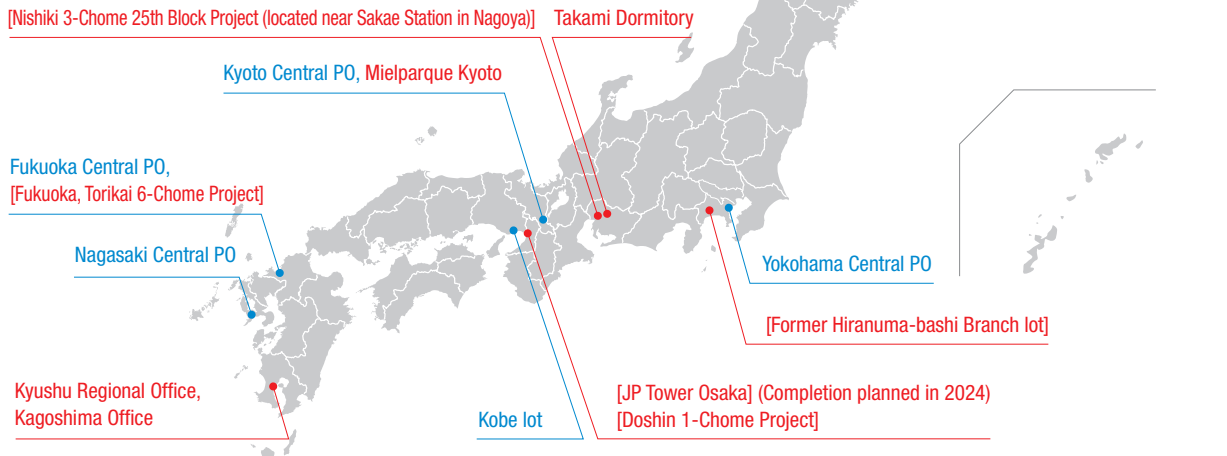 [Nishiki 3-Chome 25th Block Project (located near Sakae Station in Nagoya)]
Takami Dormitory
Kyoto Central PO, Mielparque Kyoto
Fukuoka Central PO,
[Fukuoka, Torikai 6-Chome Project]
Nagasaki Central PO
Yokohama Central PO
[Former Hiranuma-bashi Branch lot]
Kyushu Regional Office,
Kagoshima Office
Kobe lot
[JP Tower Osaka] (Completion planned in 2024)
[Doshin 1-Chome Project]